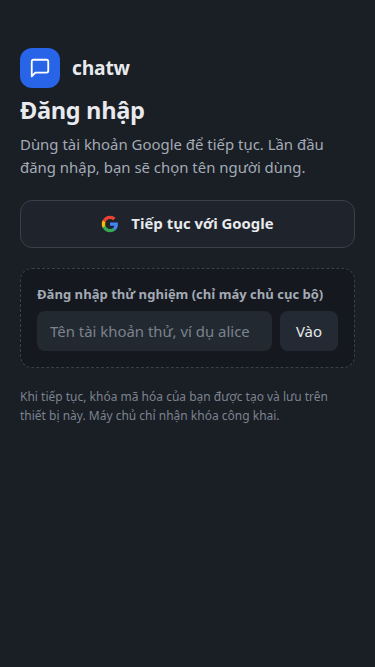 chatw
Đăng nhập
Dùng tài khoản Google để tiếp tục. Lần đầu
đăng nhập, bạn sẽ chọn tên người dùng.
Tiếp tục với Google
Đăng nhập thử nghiệm (chỉ máy chủ cục bộ)
Tên tài khoản thử, ví dụ alice
Vào
Khi tiếp tục, khóa mã hóa của bạn được tạo và lưu trên
thiết bị này. Máy chủ chỉ nhận khóa công khai.